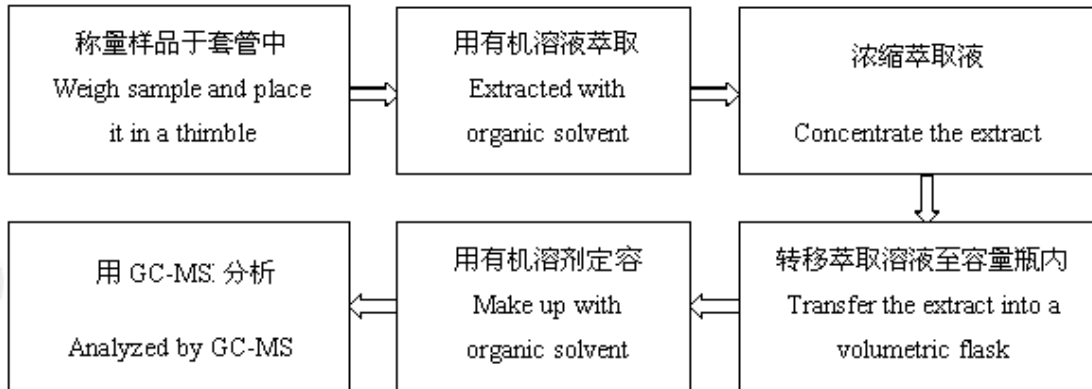 称量样品于套管中
Weigh sample and place
it in a thimble
用有机溶液萃取
Extracted with
organic solvent
浓缩萃取液
Concentrate the extract
转移萃取溶液至容量瓶内
Transfer the extract into a
volumetric flask
用有机溶剂定容
Make up with
organic solvent
用 GC-MS 分析
Analyzed by GC-MS